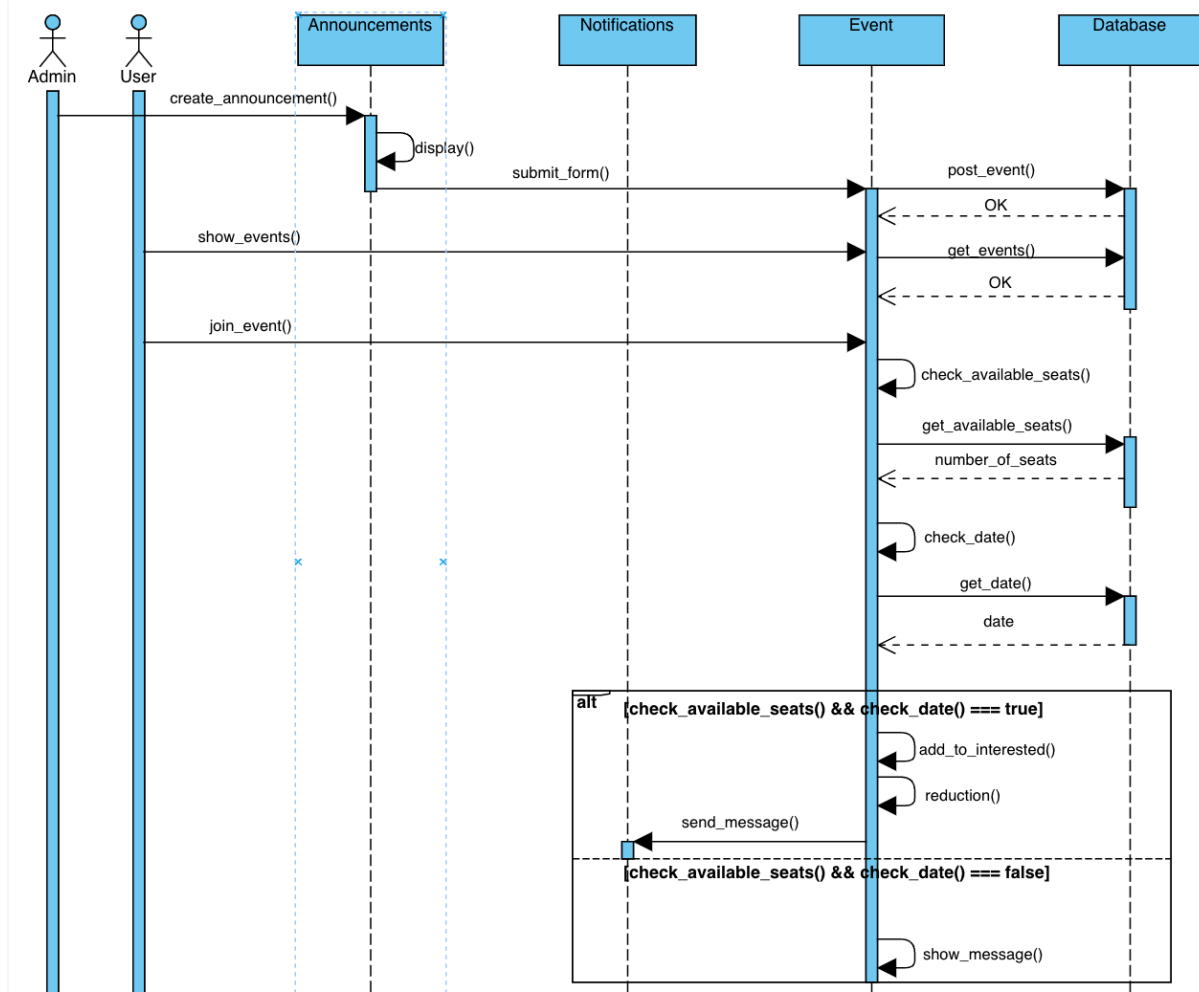 Announcements
Notifications
Event
Database
Admin
User
create_announcement()
display()
submit_form()
post_event()
OK
show_events()
get_events()
OK
join_event()
check_available_seats()
get_available_seats()
number_of_seats
check_date()
get_date()
date
alt
[check_available_seats() && check_date() === true]
add_to_interested()
reduction()
send_message()
[check_available_seats() && check_date() === false]
show_message()